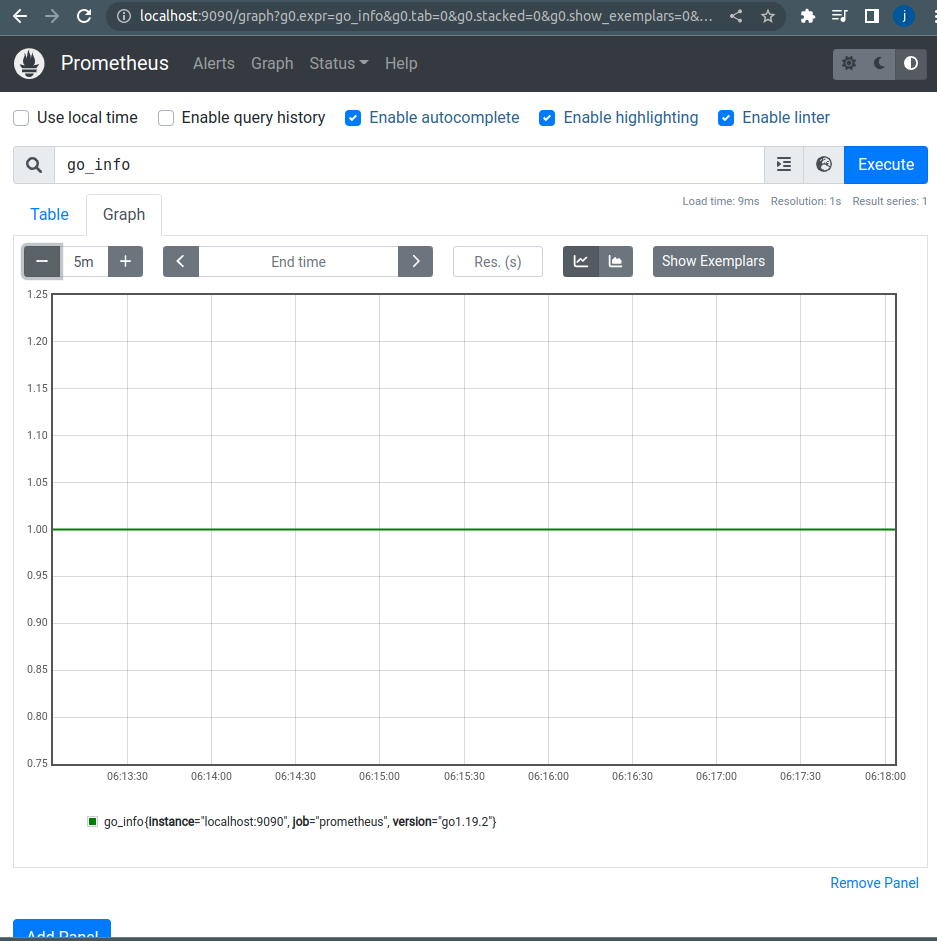 localhost:9090/graph?g0.expr=go_info&g0.tab=0&g0.stacked=0&g0.show_exemplars=0&... j
Prometheus Alerts Graph Status Help
Use local time Enable query history Enable autocomplete Enable highlighting Enable linter
go_info Execute
Load time: 9ms Resolution: 1s Result series: 1
Table Graph
5m End time Res. (s) Show Exemplars
1.25
1.20
1.15
1.10
1.05
1.00
0.95
0.90
0.85
0.80
0.75
06:13:30 06:14:00 06:14:30 06:15:00 06:15:30 06:16:00 06:16:30 06:17:00 06:17:30 06:18:00
go_info{instance="localhost:9090", job="prometheus", version="go1.19.2"}
Remove Panel
Add Panel